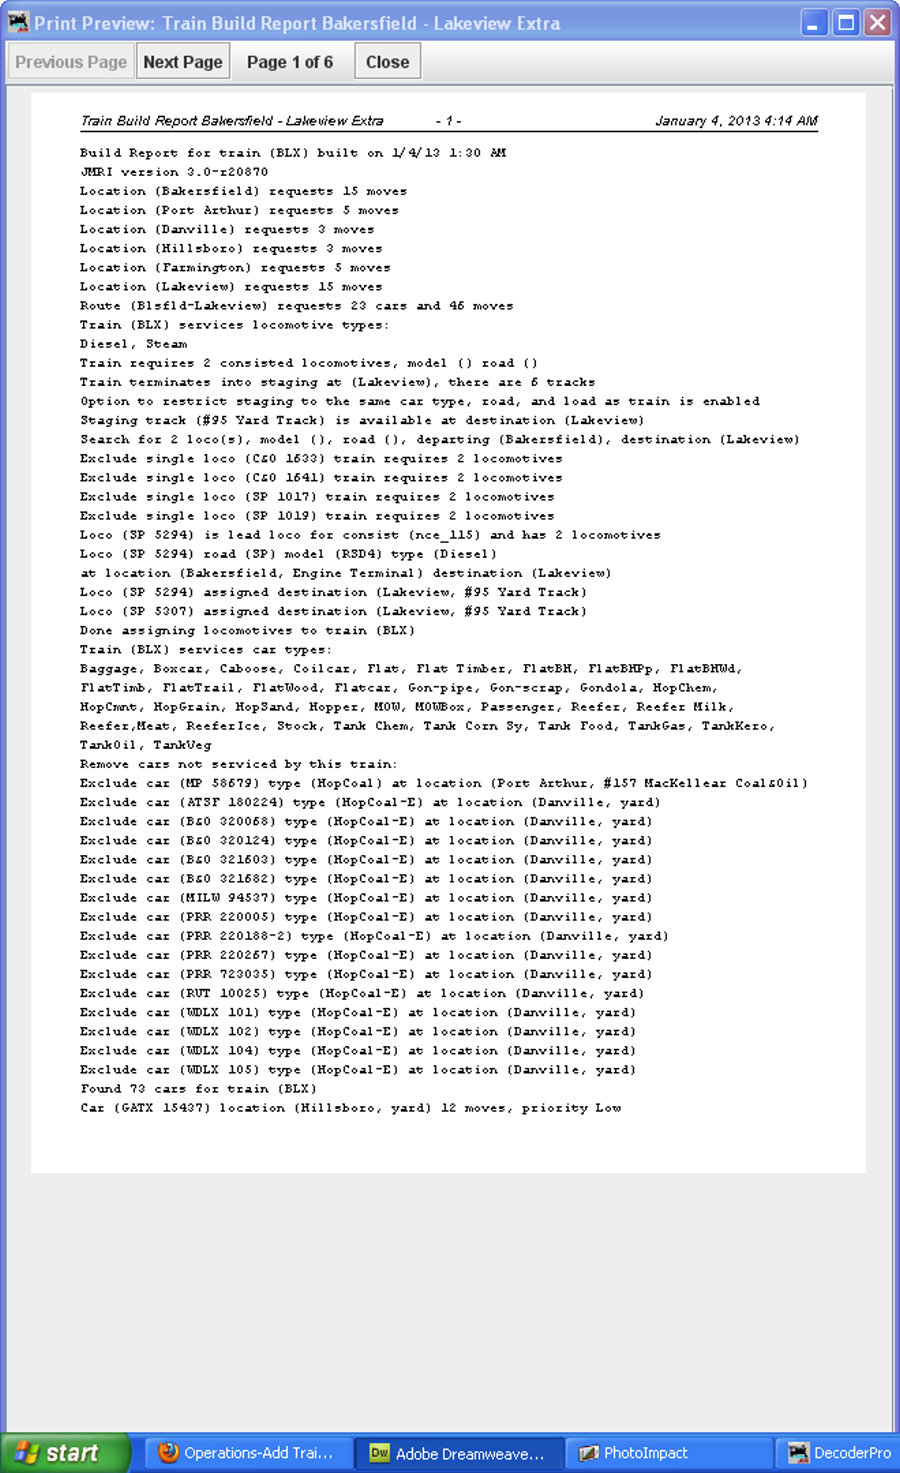 Print Preview: Train Build Report Bakersfield - Lakeview Extra
Previous Page Next Page Page 1 of 6 Close
Train Build Report Bakersfield - Lakeview Extra - 1 - January 4, 2013 4:14 AM
Build Report for train (BLX) built on 1/4/13 1:30 AM
JMRI version 3.0-r20870
Location (Bakersfield) requests 15 moves
Location (Port Arthur) requests 5 moves
Location (Danville) requests 3 moves
Location (Hillsboro) requests 3 moves
Location (Farmington) requests 5 moves
Location (Lakeview) requests 15 moves
Route (Blsfld-Lakeview) requests 23 cars and 46 moves
Train (BLX) services locomotive types:
Diesel, Steam
Train requires 2 consisted locomotives, model () road ()
Train terminates into staging at (Lakeview), there are 6 tracks
Option to restrict staging to the same car type, road, and load as train is enabled
Staging track (#95 Yard Track) is available at destination (Lakeview)
Search for 2 loco(s), model (), road (), departing (Bakersfield), destination (Lakeview)
Exclude single loco (C&O 1633) train requires 2 locomotives
Exclude single loco (C&O 1641) train requires 2 locomotives
Exclude single loco (SP 1017) train requires 2 locomotives
Exclude single loco (SP 1019) train requires 2 locomotives
Loco (SP 5294) is lead loco for consist (nce_115) and has 2 locomotives
Loco (SP 5294) road (SP) model (RSD4) type (Diesel)
at location (Bakersfield, Engine Terminal) destination (Lakeview)
Loco (SP 5294) assigned destination (Lakeview, #95 Yard Track)
Loco (SP 5307) assigned destination (Lakeview, #95 Yard Track)
Done assigning locomotives to train (BLX)
Train (BLX) services car types:
Baggage, Boxcar, Caboose, Coilcar, Flat, Flat Timber, FlatBH, FlatBHPp, FlatBHWd,
FlatTimb, FlatTrail, FlatWood, Flatcar, Gon-pipe, Gon-scrap, Gondola, HopChem,
HopCmnt, HopGrain, HopSand, Hopper, MOW, MOWBox, Passenger, Reefer, Reefer Milk,
Reefer,Meat, ReeferIce, Stock, Tank Chem, Tank Corn Sy, Tank Food, TankGas, TankKero,
TankOil, TankVeg
Remove cars not serviced by this train:
Exclude car (MP 58679) type (HopCoal) at location (Port Arthur, #157 MacKellear Coal&Oil)
Exclude car (ATSF 180224) type (HopCoal-E) at location (Danville, yard)
Exclude car (B&O 320068) type (HopCoal-E) at location (Danville, yard)
Exclude car (B&O 320124) type (HopCoal-E) at location (Danville, yard)
Exclude car (B&O 321603) type (HopCoal-E) at location (Danville, yard)
Exclude car (B&O 321682) type (HopCoal-E) at location (Danville, yard)
Exclude car (MILW 94537) type (HopCoal-E) at location (Danville, yard)
Exclude car (PRR 220005) type (HopCoal-E) at location (Danville, yard)
Exclude car (PRR 220188-2) type (HopCoal-E) at location (Danville, yard)
Exclude car (PRR 220267) type (HopCoal-E) at location (Danville, yard)
Exclude car (PRR 723035) type (HopCoal-E) at location (Danville, yard)
Exclude car (RUT 10025) type (HopCoal-E) at location (Danville, yard)
Exclude car (WDLX 101) type (HopCoal-E) at location (Danville, yard)
Exclude car (WDLX 102) type (HopCoal-E) at location (Danville, yard)
Exclude car (WDLX 104) type (HopCoal-E) at location (Danville, yard)
Exclude car (WDLX 105) type (HopCoal-E) at location (Danville, yard)
Found 73 cars for train (BLX)
Car (GATX 15437) location (Hillsboro, yard) 12 moves, priority Low
start Operations-Add Trai... Dw Adobe Dreamweave... PhotoImpact DecoderPro